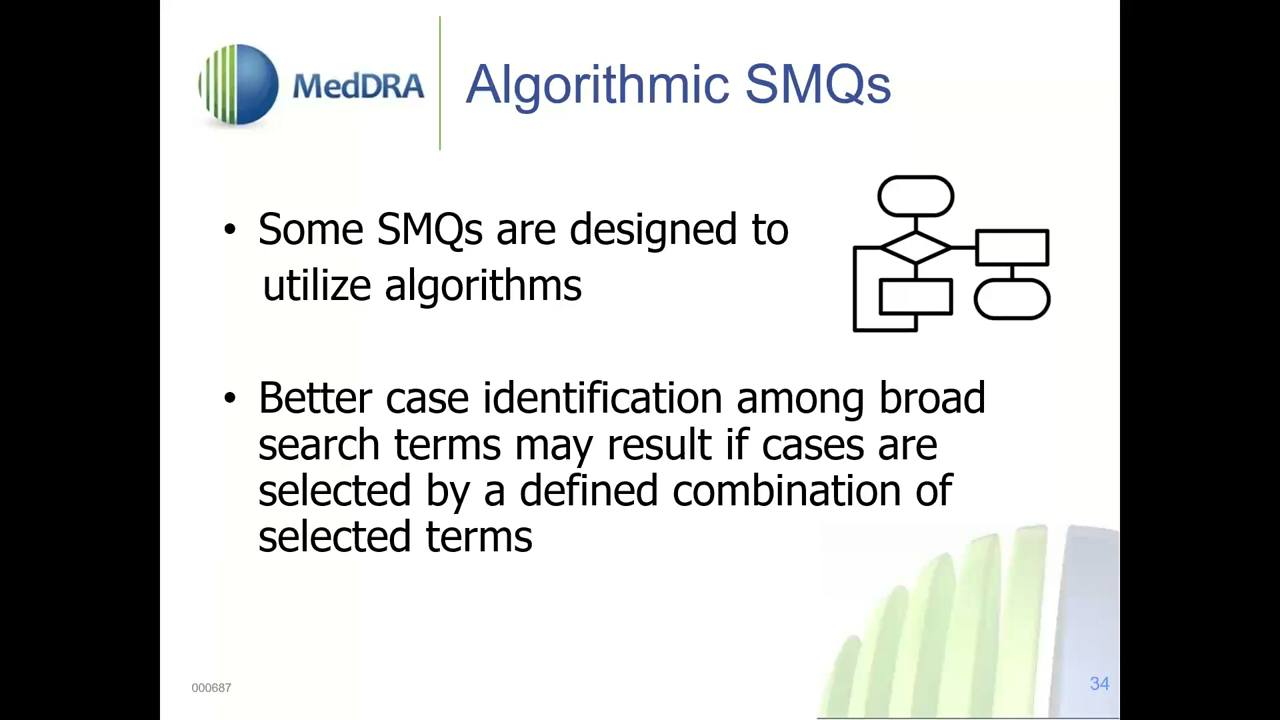 MedDRA
Algorithmic SMQs
• Some SMQs are designed to
utilize algorithms
• Better case identification among broad
search terms may result if cases are
selected by a defined combination of
selected terms
000687
34